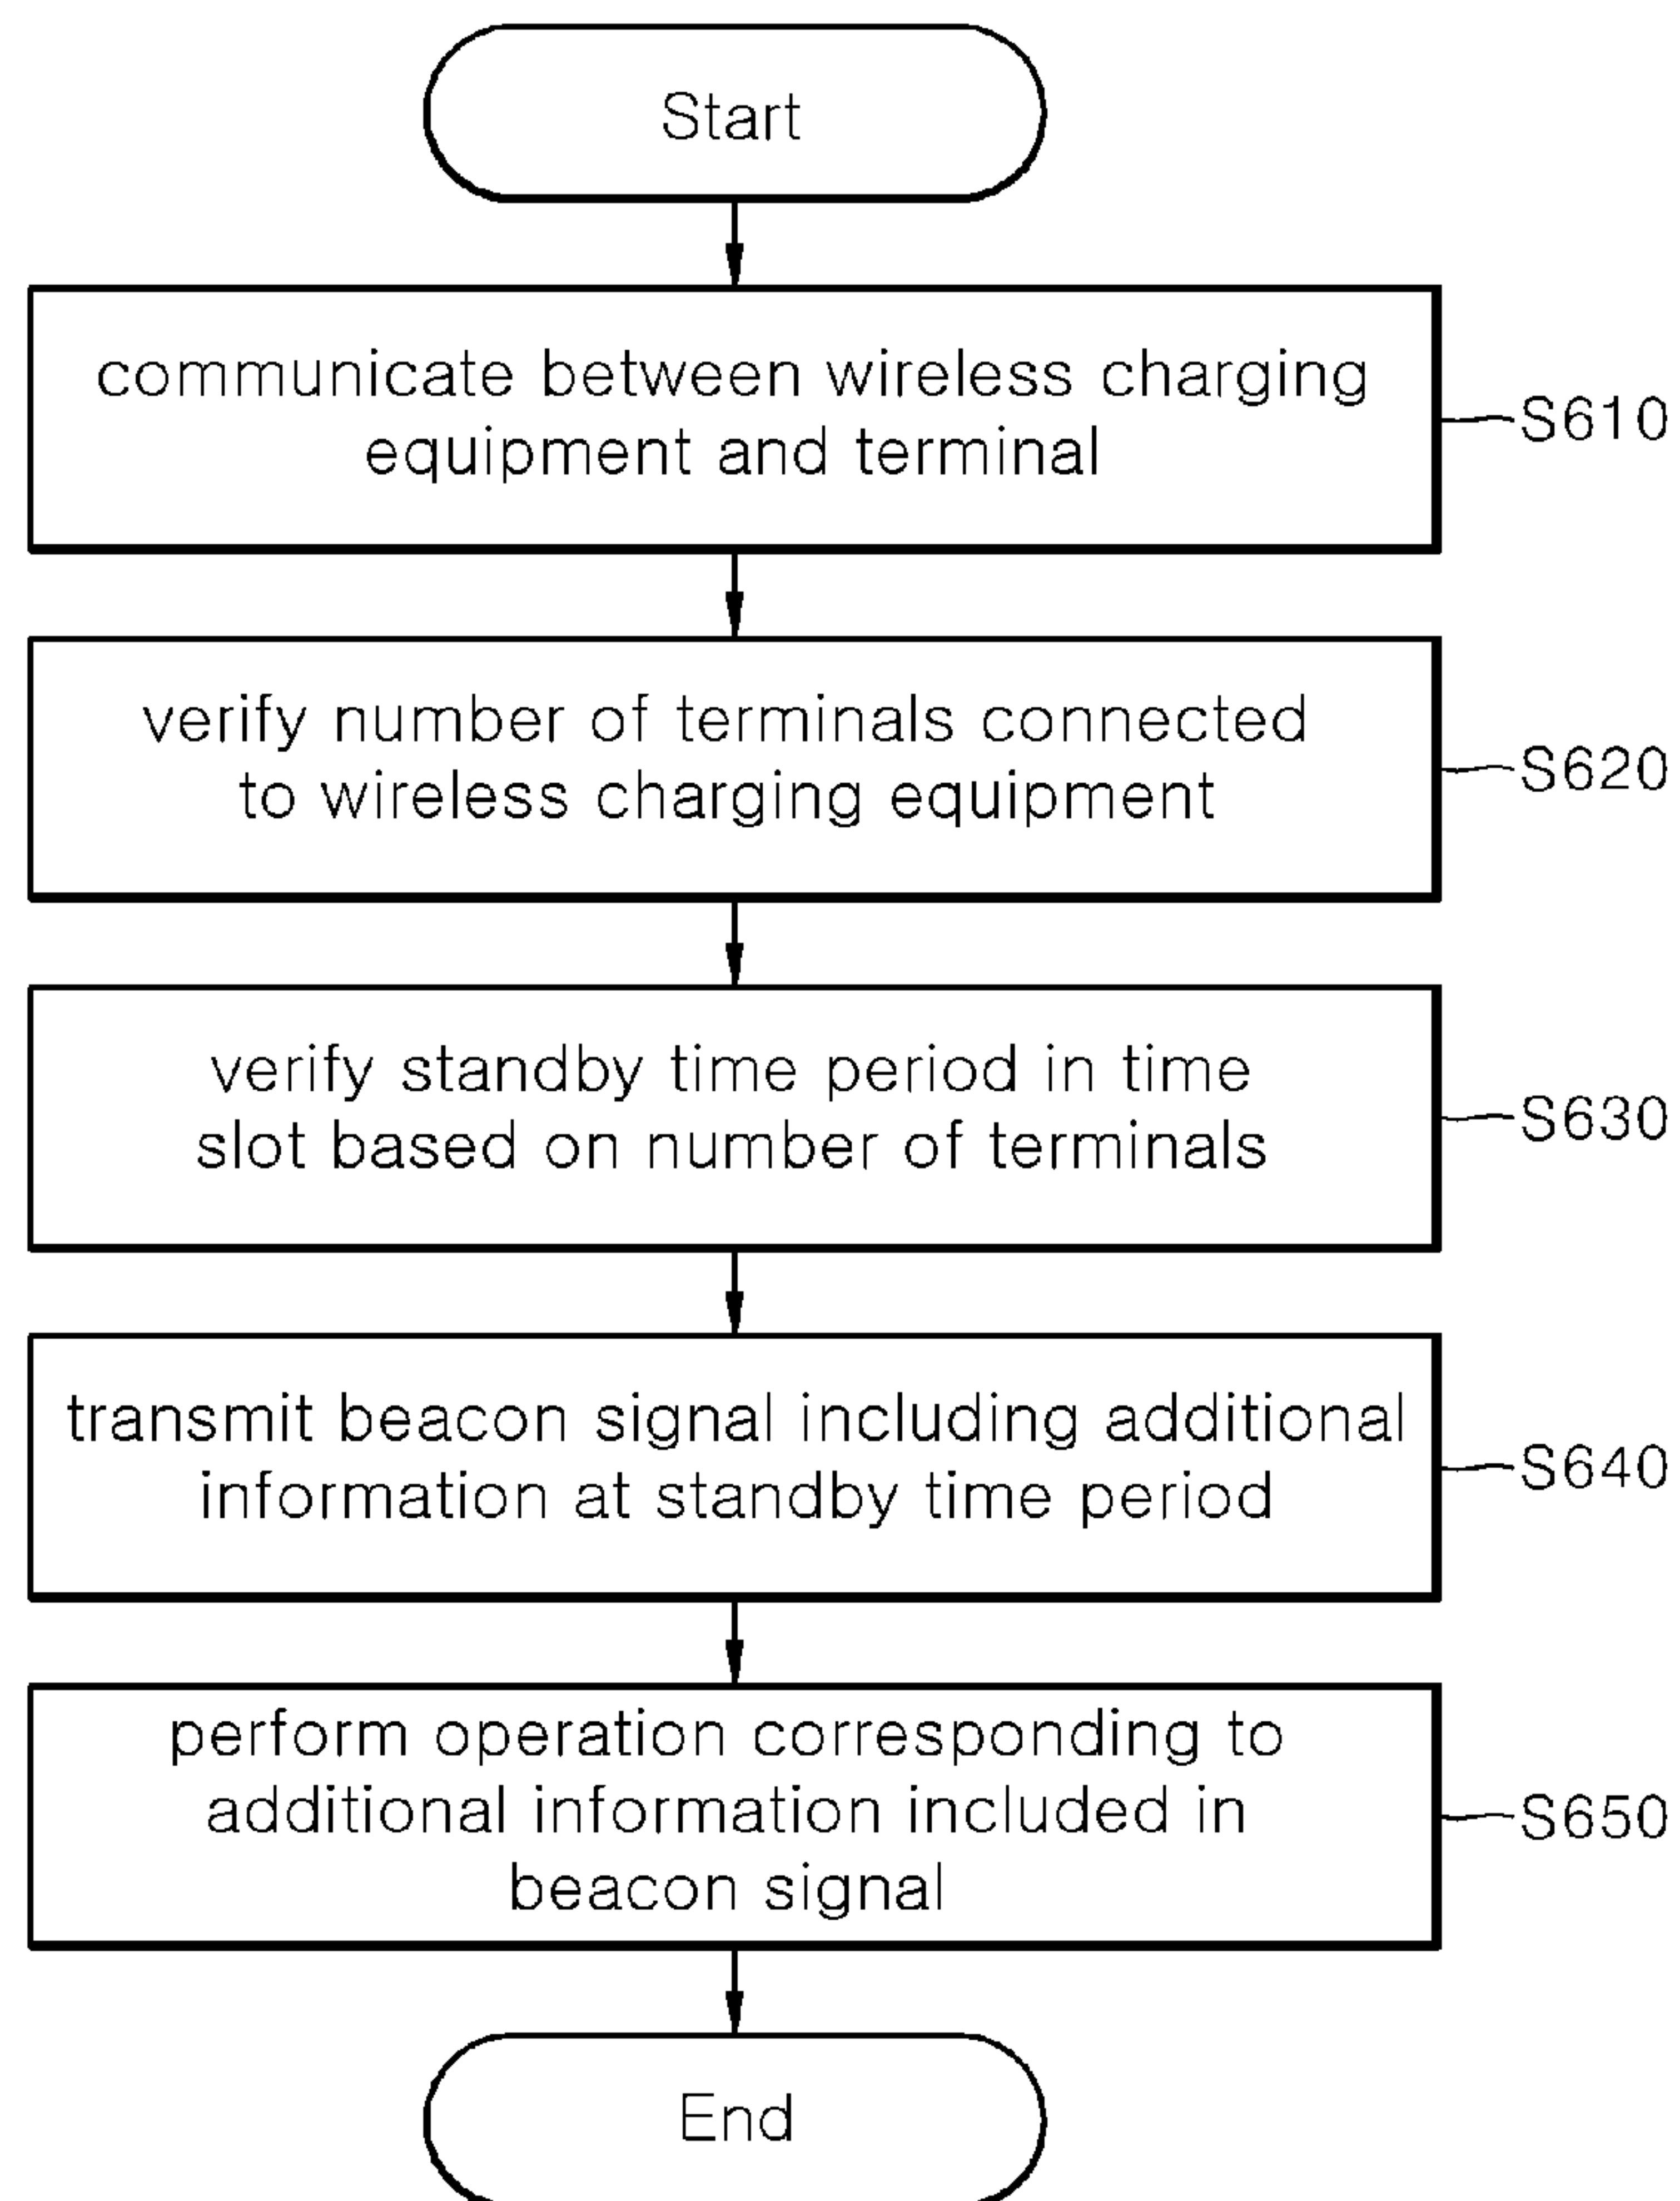 Start
communicate between wireless charging
equipment and terminal
S610
verify number of terminals connected
to wireless charging equipment
S620
verify standby time period in time
slot based on number of terminals
S630
transmit beacon signal including additional
information at standby time period
S640
perform operation corresponding to
additional information included in
beacon signal
S650
End